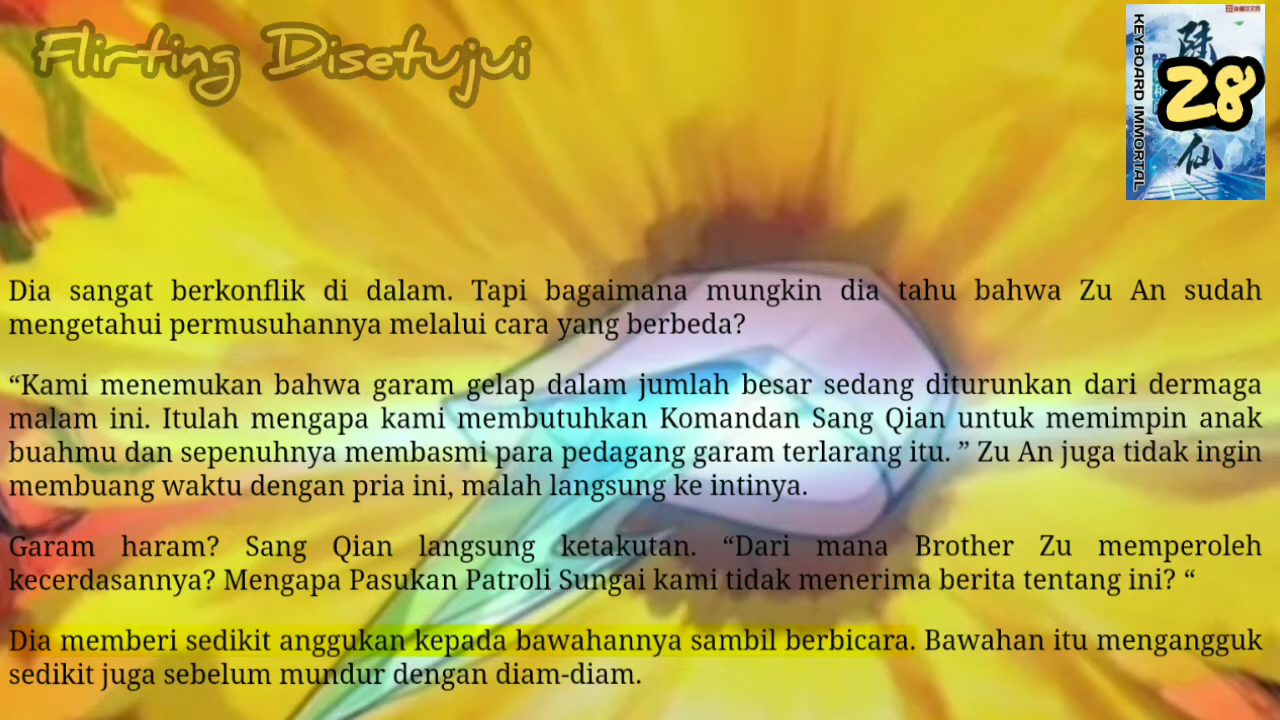 Flirting Disetujui
KEYBOARD IMMORTAL
陆
28
仙
Dia sangat berkonflik di dalam. Tapi bagaimana mungkin dia tahu bahwa Zu An sudah
mengetahui permusuhannya melalui cara yang berbeda?
“Kami menemukan bahwa garam gelap dalam jumlah besar sedang diturunkan dari dermaga
malam ini. Itulah mengapa kami membutuhkan Komandan Sang Qian untuk memimpin anak
buahmu dan sepenuhnya membasmi para pedagang garam terlarang itu. ” Zu An juga tidak ingin
membuang waktu dengan pria ini, malah langsung ke intinya.
Garam haram? Sang Qian langsung ketakutan. “Dari mana Brother Zu memperoleh
kecerdasannya? Mengapa Pasukan Patroli Sungai kami tidak menerima berita tentang ini? “
Dia memberi sedikit anggukan kepada bawahannya sambil berbicara. Bawahan itu mengangguk
sedikit juga sebelum mundur dengan diam-diam.